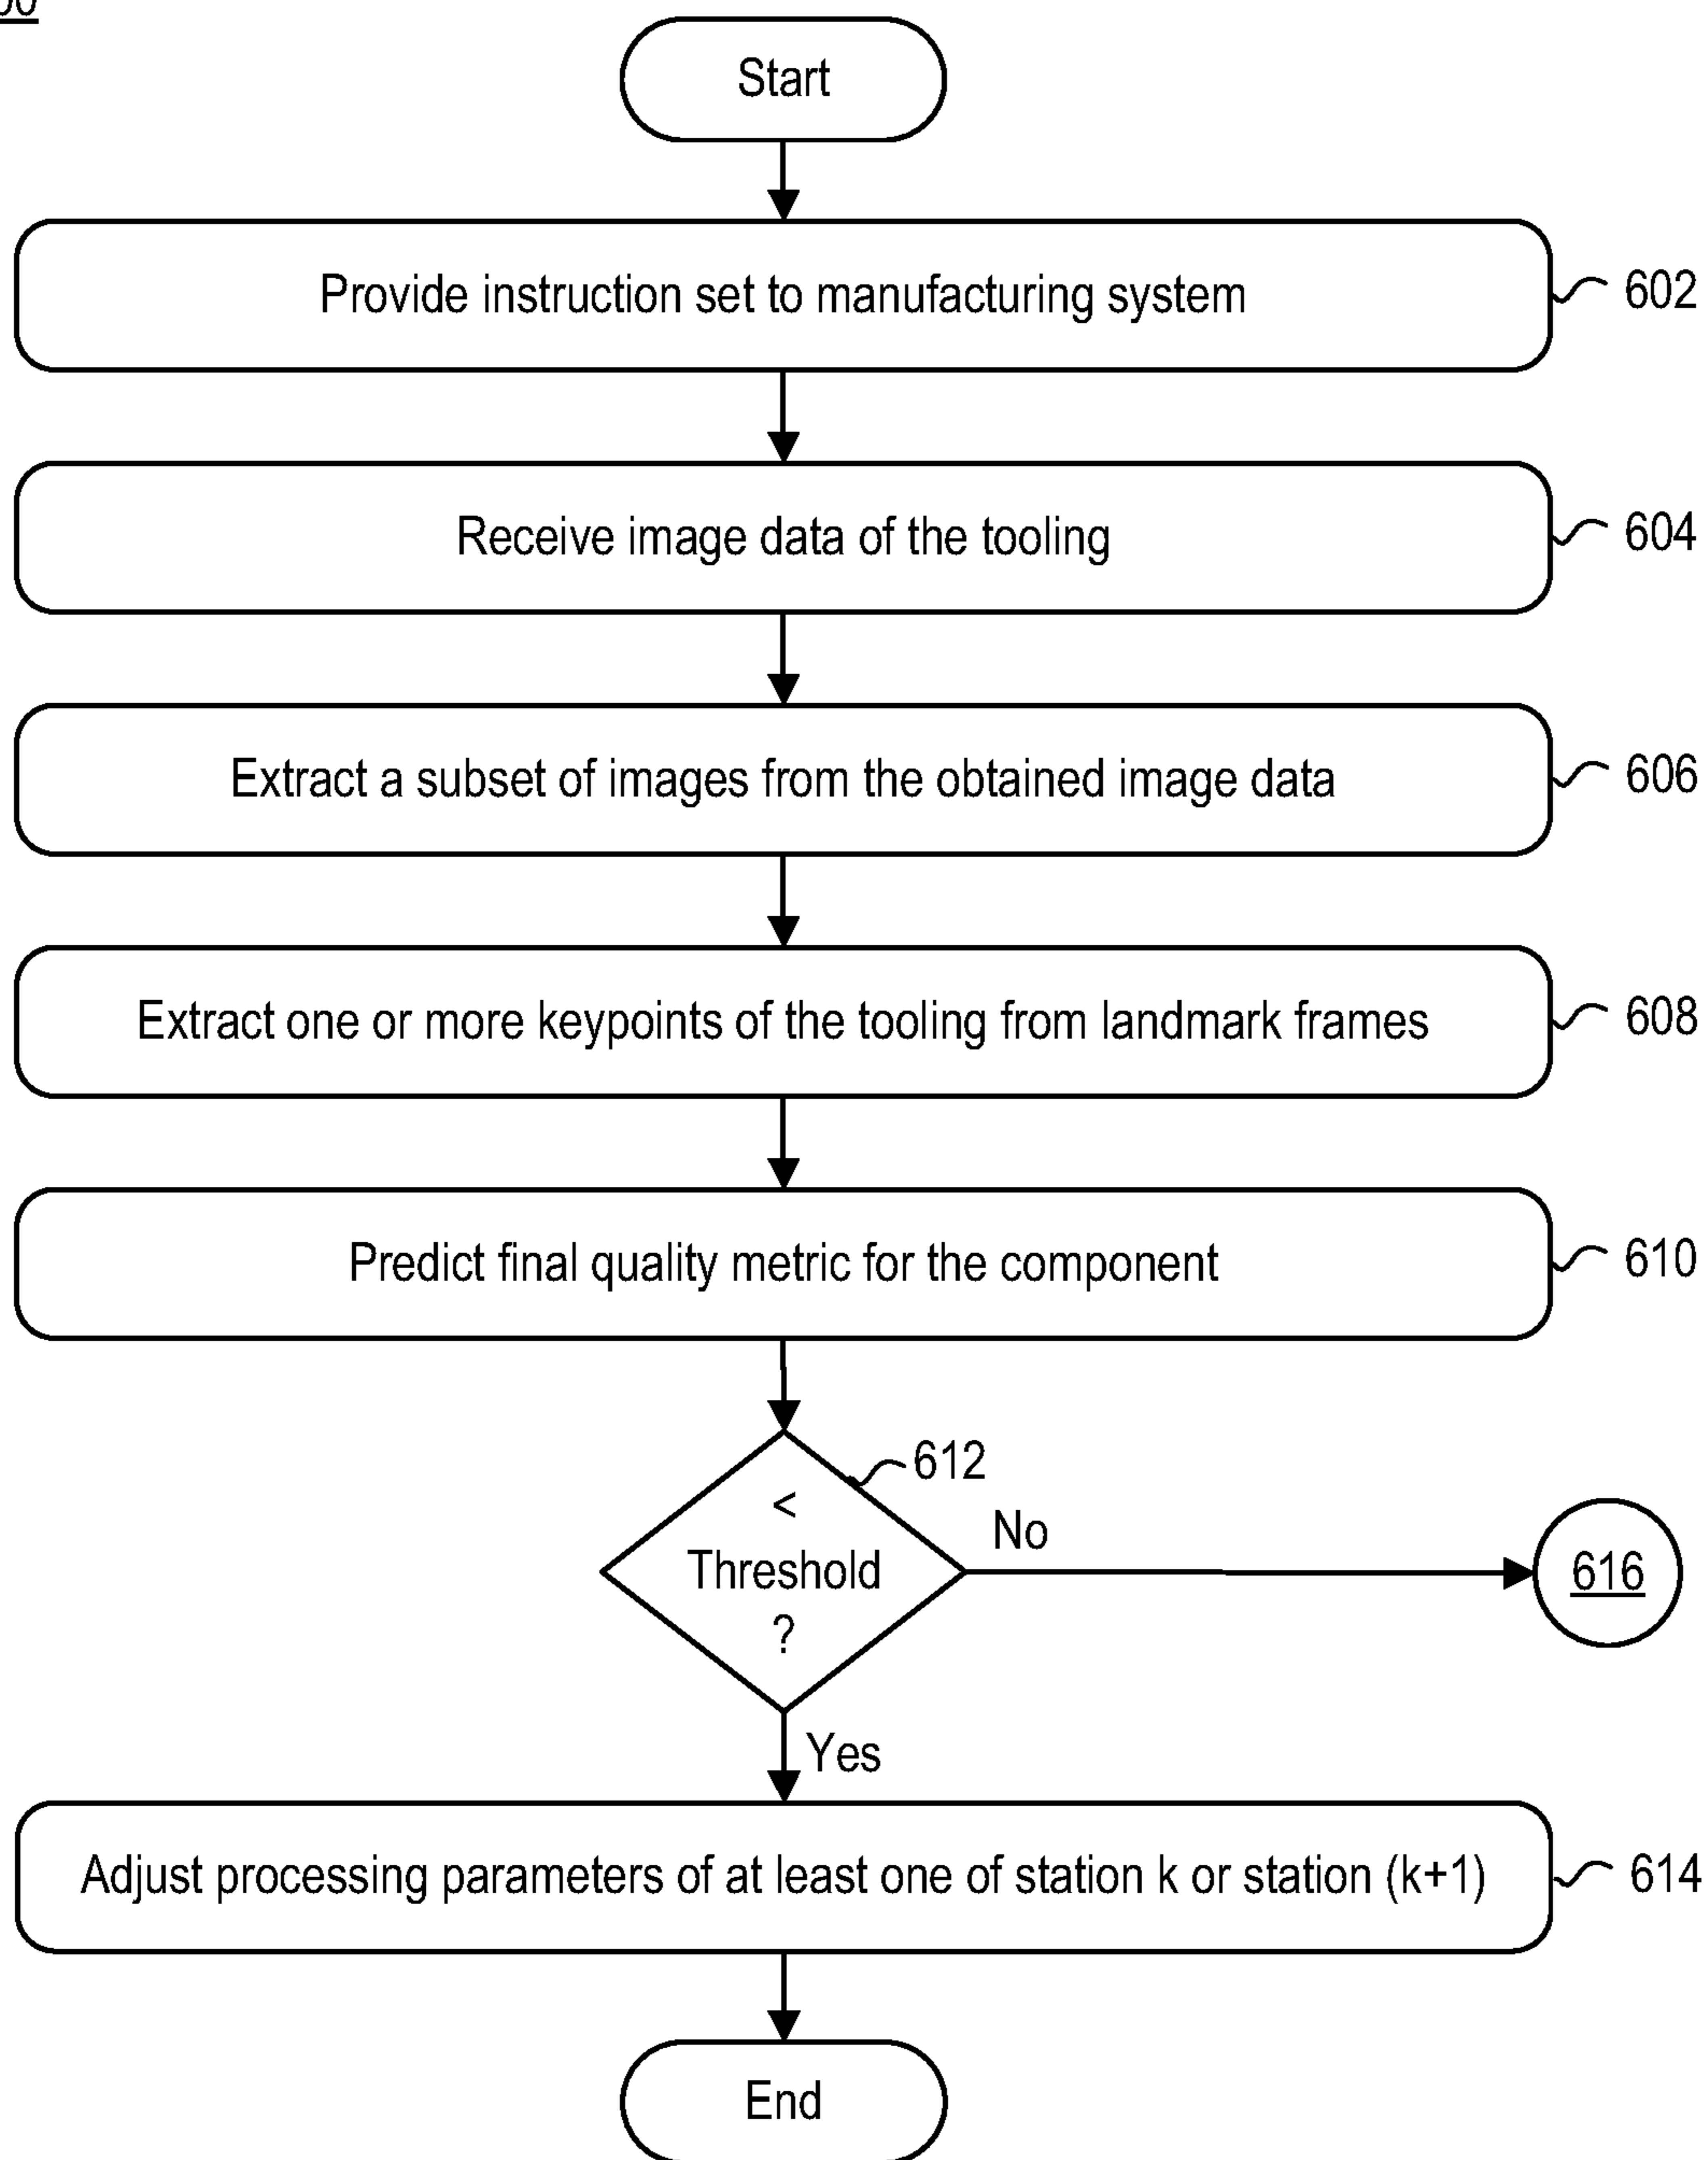 Start
Provide instruction set to manufacturing system
602
Receive image data of the tooling
604
Extract a subset of images from the obtained image data
606
Extract one or more keypoints of the tooling from landmark frames
608
Predict final quality metric for the component
610
612
<
Threshold
?
No
616
Yes
Adjust processing parameters of at least one of station k or station (k+1)
614
End